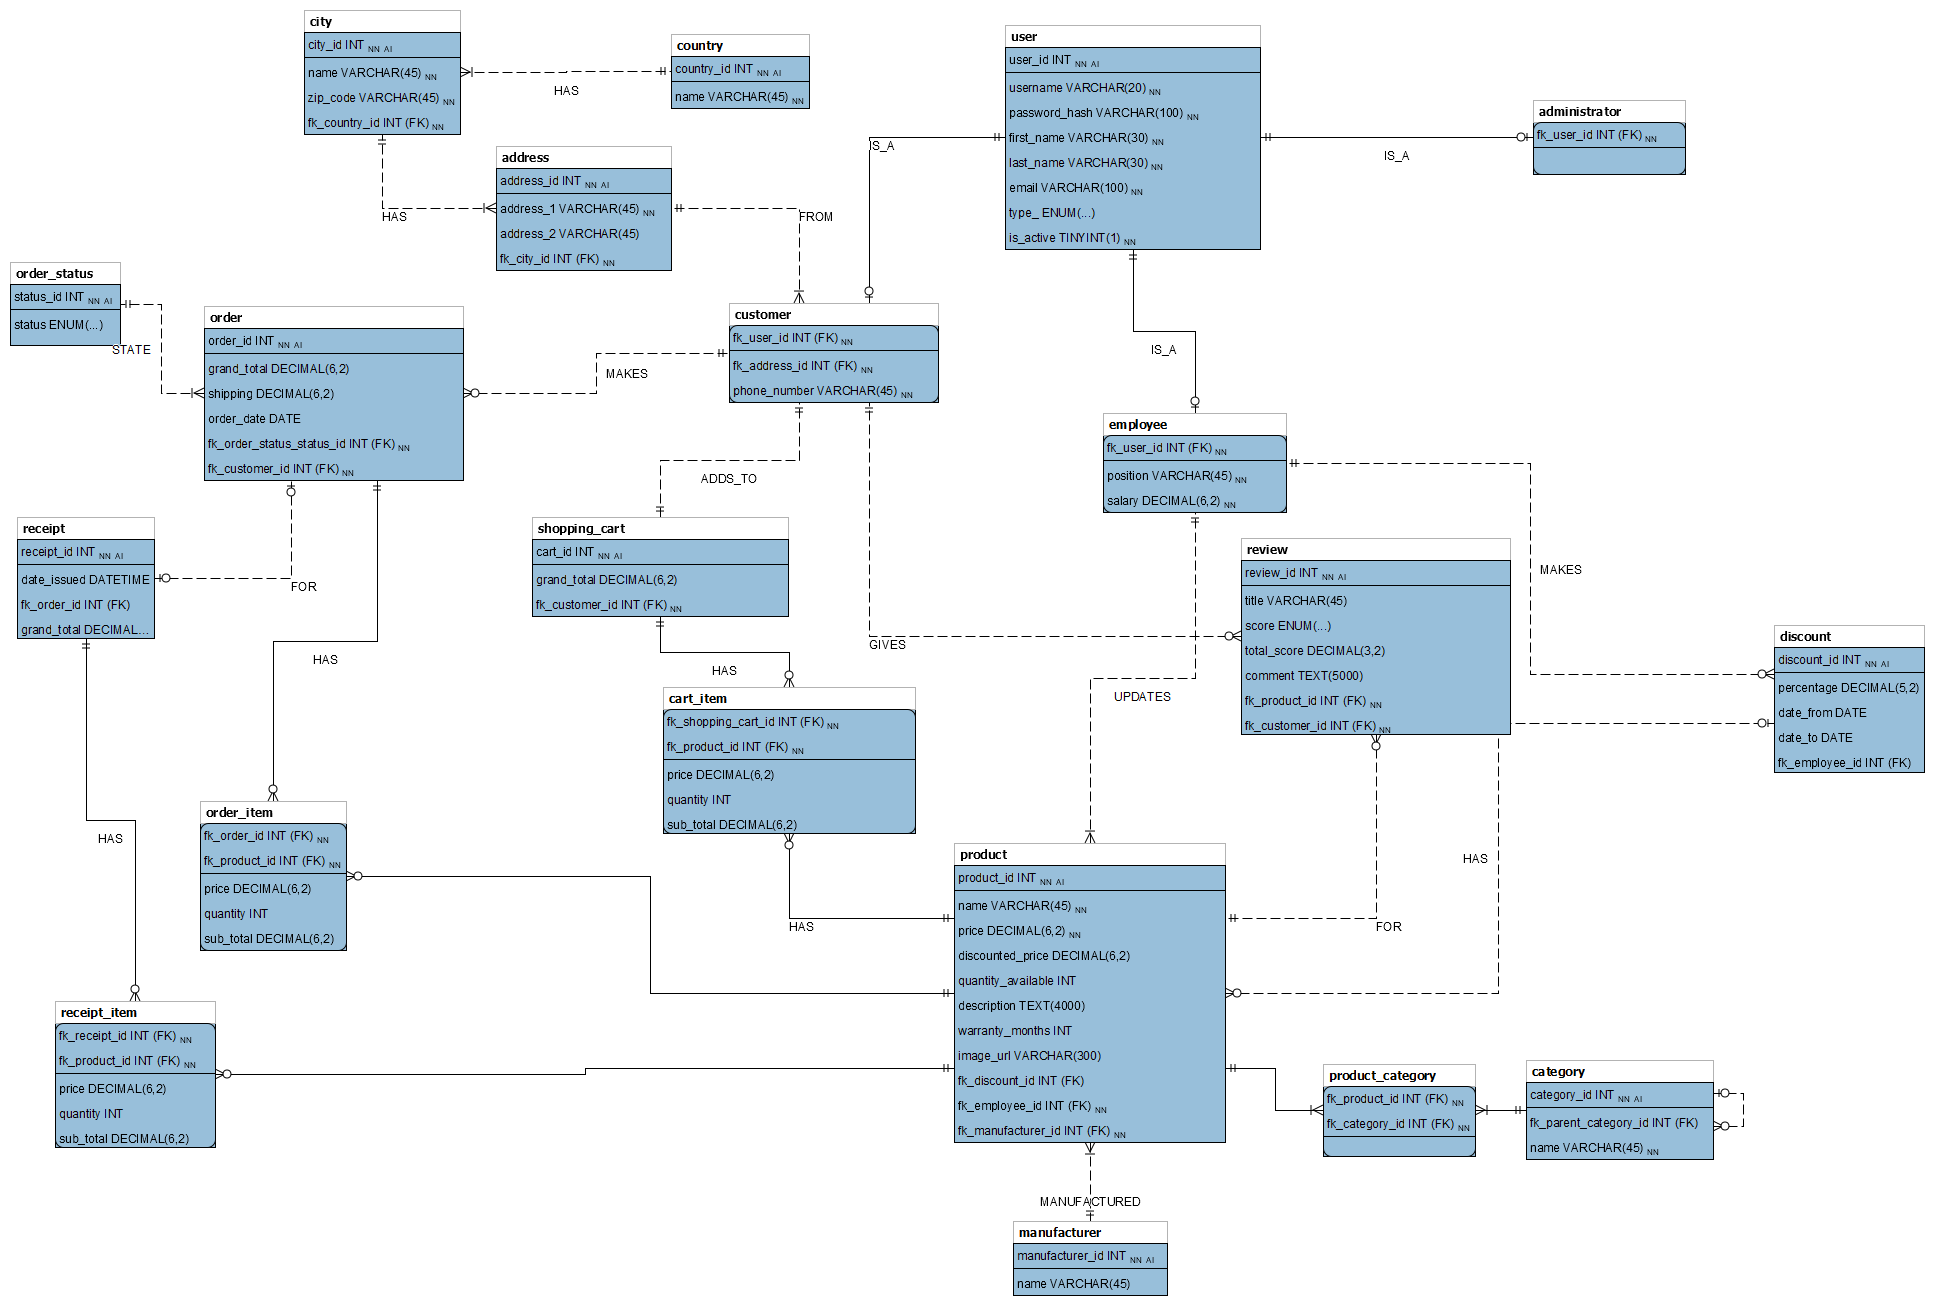 city
city_id INT NN AI
name VARCHAR(45) NN
zip_code VARCHAR(45) NN
fk_country_id INT (FK) NN
HAS
country
country_id INT NN AI
name VARCHAR(45) NN
user
user_id INT NN AI
username VARCHAR(20) NN
password_hash VARCHAR(100) NN
first_name VARCHAR(30) NN
last_name VARCHAR(30) NN
email VARCHAR(100) NN
type_ ENUM(...)
is_active TINYINT(1) NN
IS_A
administrator
fk_user_id INT (FK) NN
IS_A
HAS
address
address_id INT NN AI
address_1 VARCHAR(45) NN
address_2 VARCHAR(45)
fk_city_id INT (FK) NN
FROM
order_status
status_id INT NN AI
status ENUM(...)
STATE
order
order_id INT NN AI
grand_total DECIMAL(6,2)
shipping DECIMAL(6,2)
order_date DATE
fk_order_status_status_id INT (FK) NN
fk_customer_id INT (FK) NN
MAKES
customer
fk_user_id INT (FK) NN
fk_address_id INT (FK) NN
phone_number VARCHAR(45) NN
IS_A
employee
fk_user_id INT (FK) NN
position VARCHAR(45) NN
salary DECIMAL(6,2) NN
ADDS_TO
receipt
receipt_id INT NN AI
date_issued DATETIME
fk_order_id INT (FK)
grand_total DECIMAL...
FOR
HAS
shopping_cart
cart_id INT NN AI
grand_total DECIMAL(6,2)
fk_customer_id INT (FK) NN
GIVES
HAS
review
review_id INT NN AI
title VARCHAR(45)
score ENUM(...)
total_score DECIMAL(3,2)
comment TEXT(5000)
fk_product_id INT (FK) NN
fk_customer_id INT (FK) NN
MAKES
discount
discount_id INT NN AI
percentage DECIMAL(5,2)
date_from DATE
date_to DATE
fk_employee_id INT (FK)
UPDATES
cart_item
fk_shopping_cart_id INT (FK) NN
fk_product_id INT (FK) NN
price DECIMAL(6,2)
quantity INT
sub_total DECIMAL(6,2)
HAS
HAS
order_item
fk_order_id INT (FK) NN
fk_product_id INT (FK) NN
price DECIMAL(6,2)
quantity INT
sub_total DECIMAL(6,2)
HAS
product
product_id INT NN AI
name VARCHAR(45) NN
price DECIMAL(6,2) NN
discounted_price DECIMAL(6,2)
quantity_available INT
description TEXT(4000)
warranty_months INT
image_url VARCHAR(300)
fk_discount_id INT (FK)
fk_employee_id INT (FK) NN
fk_manufacturer_id INT (FK) NN
FOR
receipt_item
fk_receipt_id INT (FK) NN
fk_product_id INT (FK) NN
price DECIMAL(6,2)
quantity INT
sub_total DECIMAL(6,2)
product_category
fk_product_id INT (FK) NN
fk_category_id INT (FK) NN
category
category_id INT NN AI
fk_parent_category_id INT (FK)
name VARCHAR(45) NN
MANUFACTURED
manufacturer
manufacturer_id INT NN AI
name VARCHAR(45)